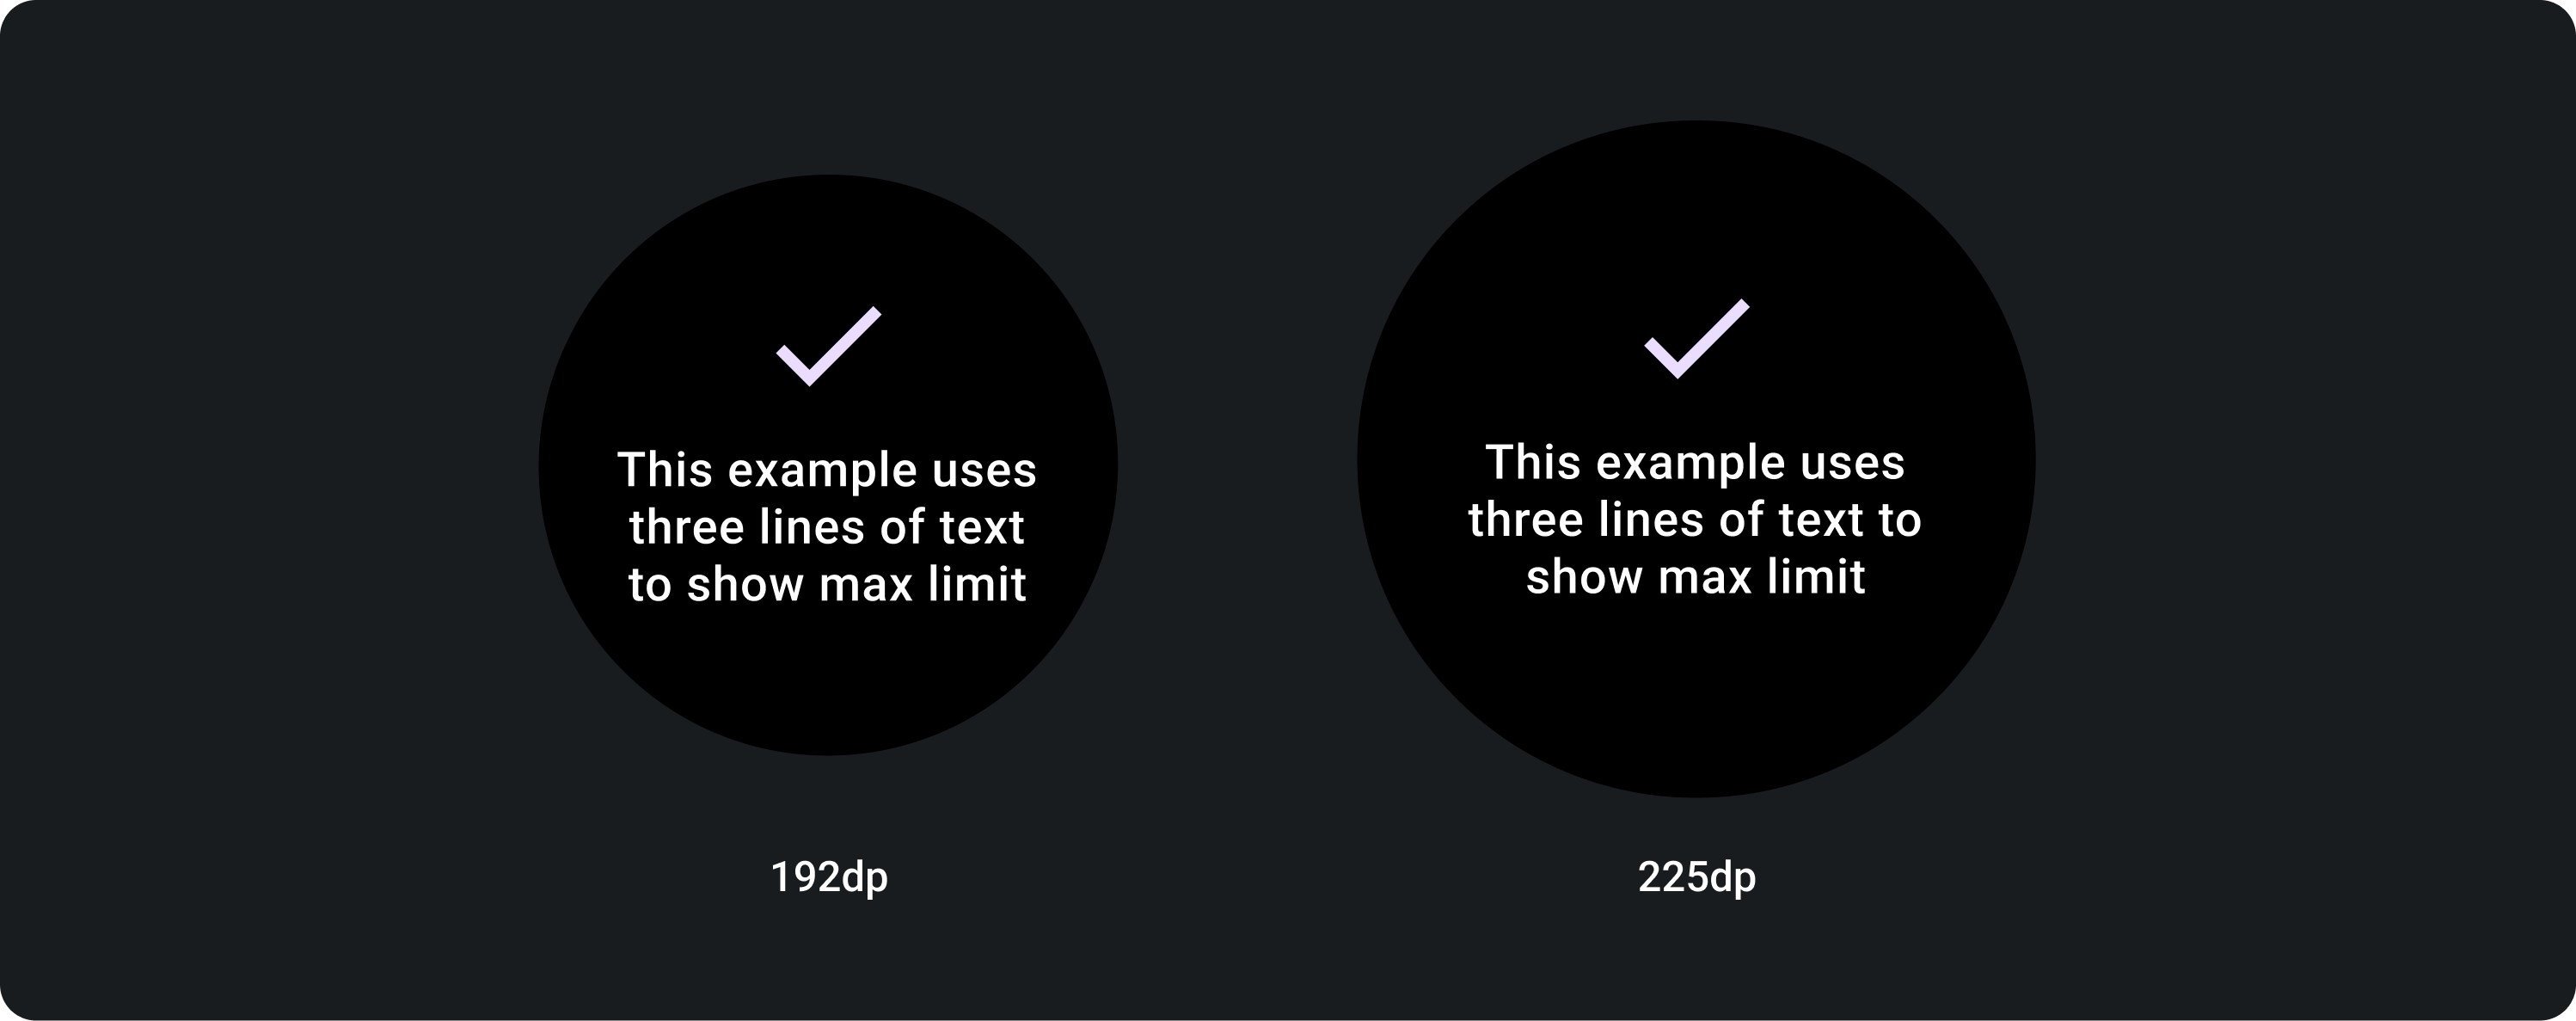 This example uses
three lines of text
to show max limit
192dp
This example uses
three lines of text to
show max limit
225dp